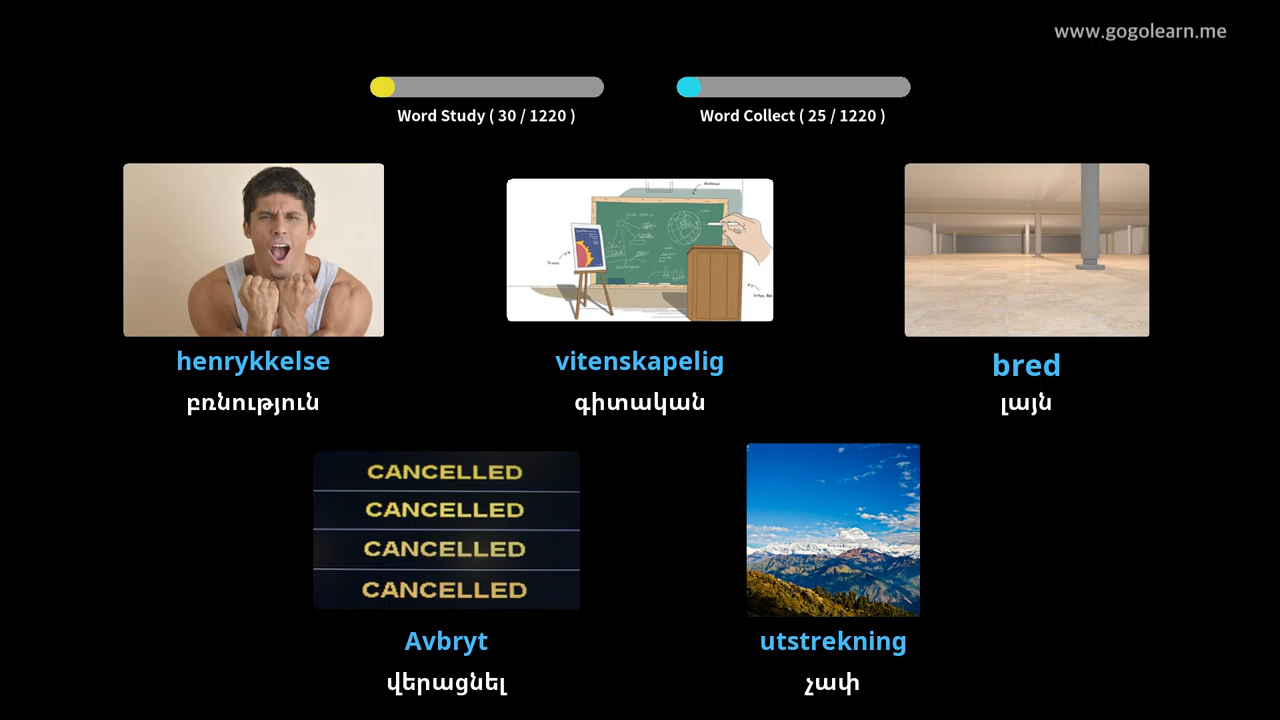 www.gogolearn.me
Word Study ( 30 / 1220 )
Word Collect ( 25 / 1220 )
henrykkelse
vitenskapelig
bred
բռնություն
գիտական
լայն
CANCELLED
CANCELLED
CANCELLED
CANCELLED
Avbryt
utstrekning
վերացնել
չափ